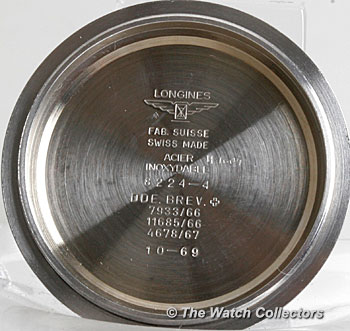 LONGINES
FAB. SUISSE
SWISS MADE
ACIER
INOXYDABLE
8224-4
DDE. BREV. ✠
7933/66
11685/66
4678/67
10-69
© The Watch Collectors